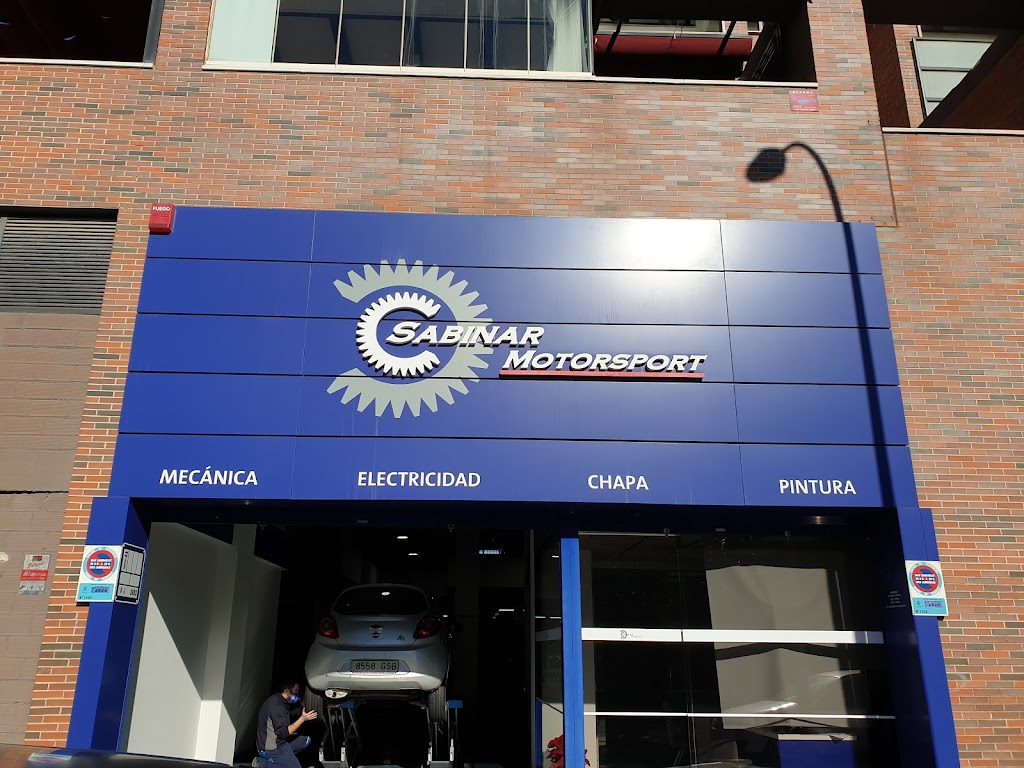 FUEGO
SABINAR
MOTORSPORT
MECÁNICA
ELECTRICIDAD
CHAPA
PINTURA
8558 GSB